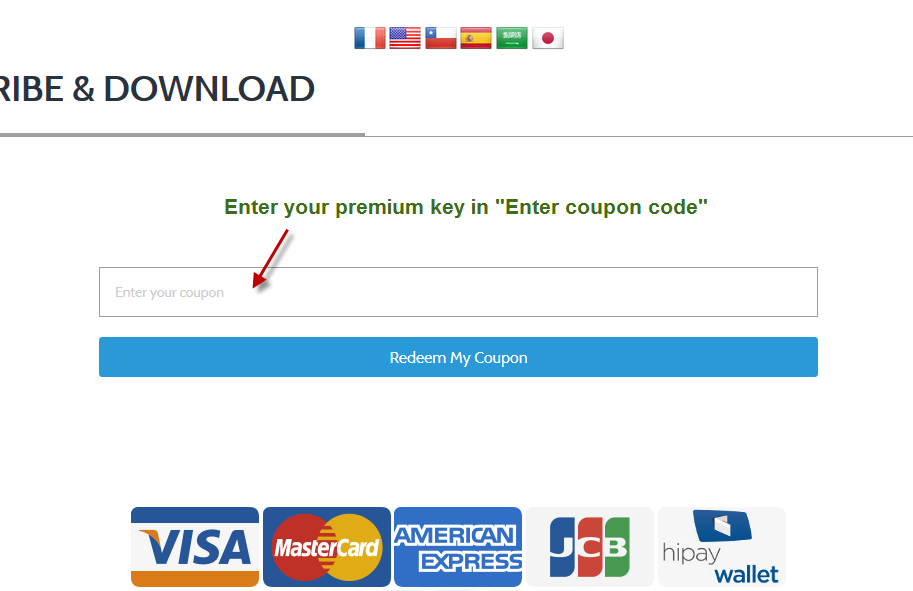 RIBE & DOWNLOAD
Enter your premium key in "Enter coupon code"
Enter your coupon
Redeem My Coupon
VISA
MasterCard
AMERICAN
EXPRESS
JCB
hipay
wallet